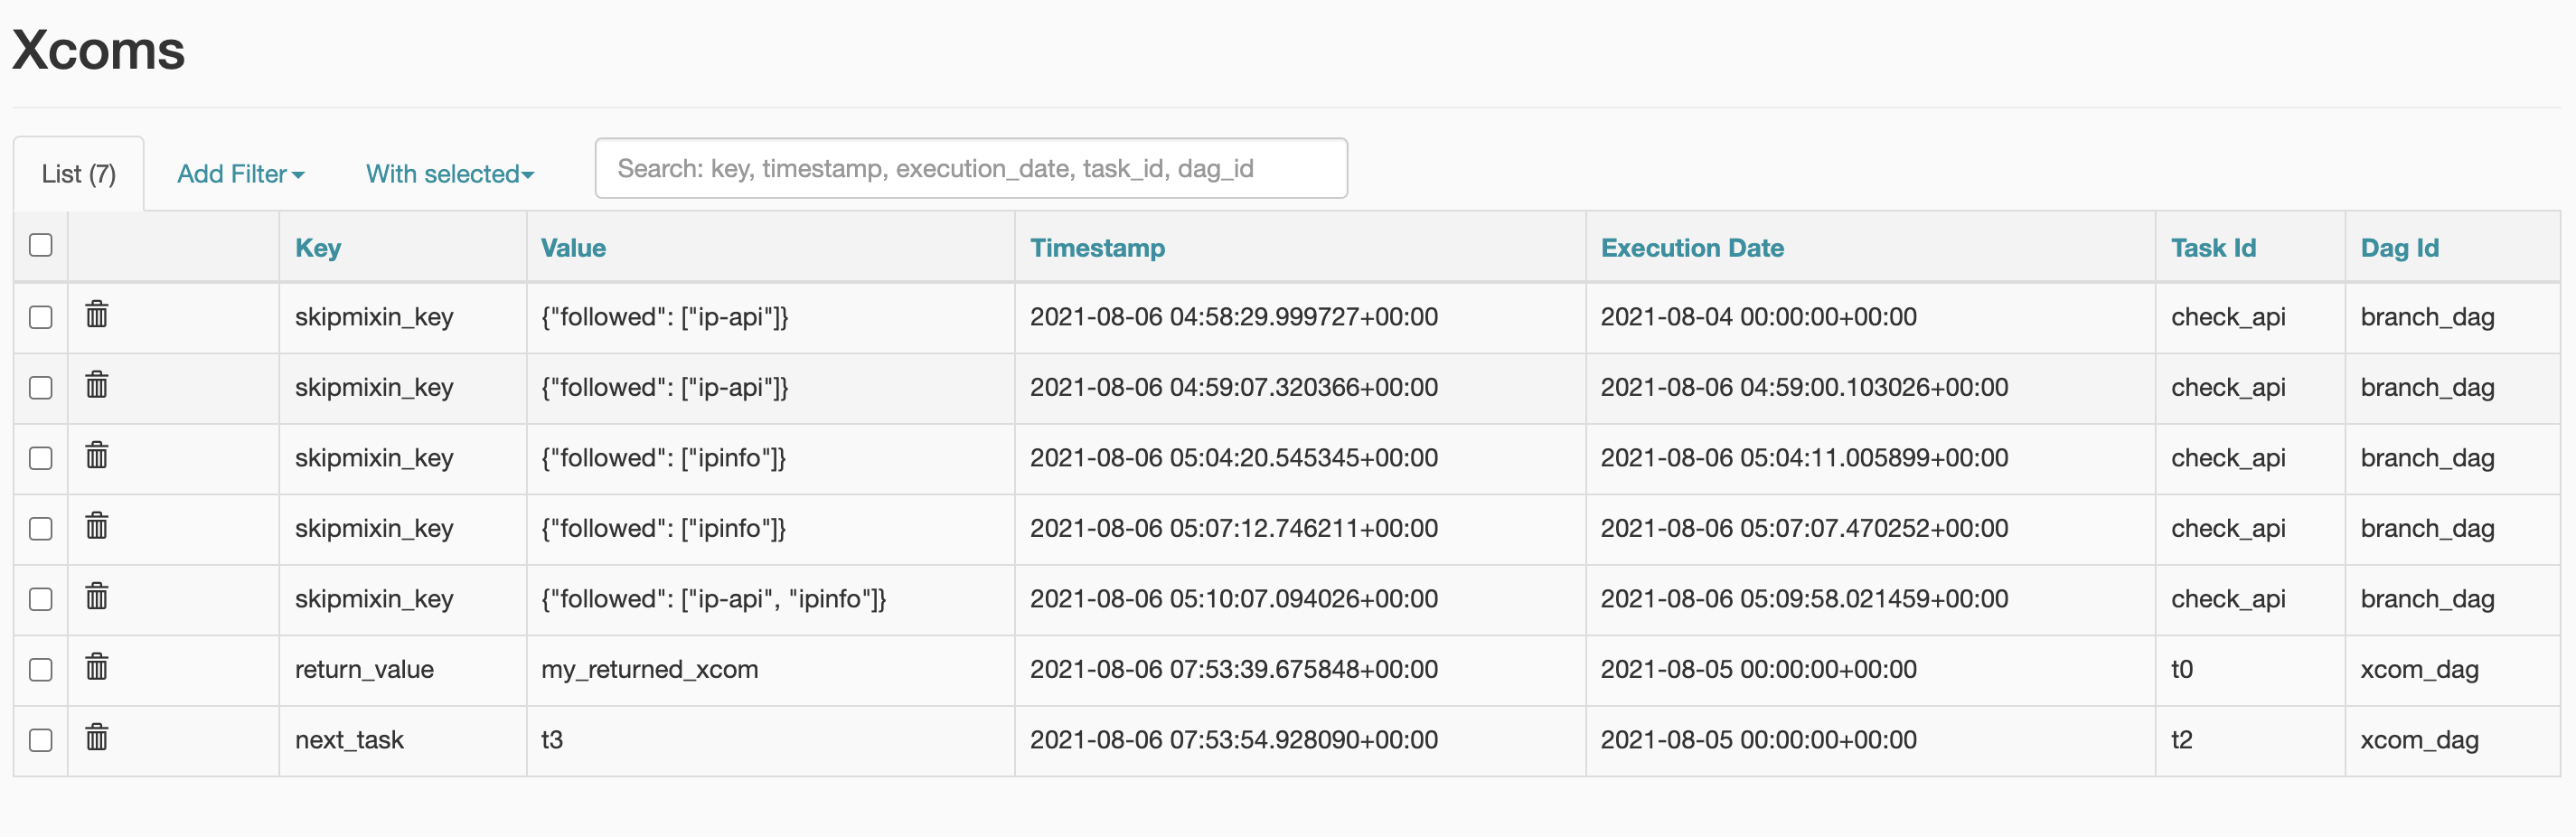 Xcoms
List (7) Add Filter With selected Search: key, timestamp, execution_date, task_id, dag_id
Key Value Timestamp Execution Date Task Id Dag Id
skipmixin_key {"followed": ["ip-api"]} 2021-08-06 04:58:29.999727+00:00 2021-08-04 00:00:00+00:00 check_api branch_dag
skipmixin_key {"followed": ["ip-api"]} 2021-08-06 04:59:07.320366+00:00 2021-08-06 04:59:00.103026+00:00 check_api branch_dag
skipmixin_key {"followed": ["ipinfo"]} 2021-08-06 05:04:20.545345+00:00 2021-08-06 05:04:11.005899+00:00 check_api branch_dag
skipmixin_key {"followed": ["ipinfo"]} 2021-08-06 05:07:12.746211+00:00 2021-08-06 05:07:07.470252+00:00 check_api branch_dag
skipmixin_key {"followed": ["ip-api", "ipinfo"]} 2021-08-06 05:10:07.094026+00:00 2021-08-06 05:09:58.021459+00:00 check_api branch_dag
return_value my_returned_xcom 2021-08-06 07:53:39.675848+00:00 2021-08-05 00:00:00+00:00 t0 xcom_dag
next_task t3 2021-08-06 07:53:54.928090+00:00 2021-08-05 00:00:00+00:00 t2 xcom_dag